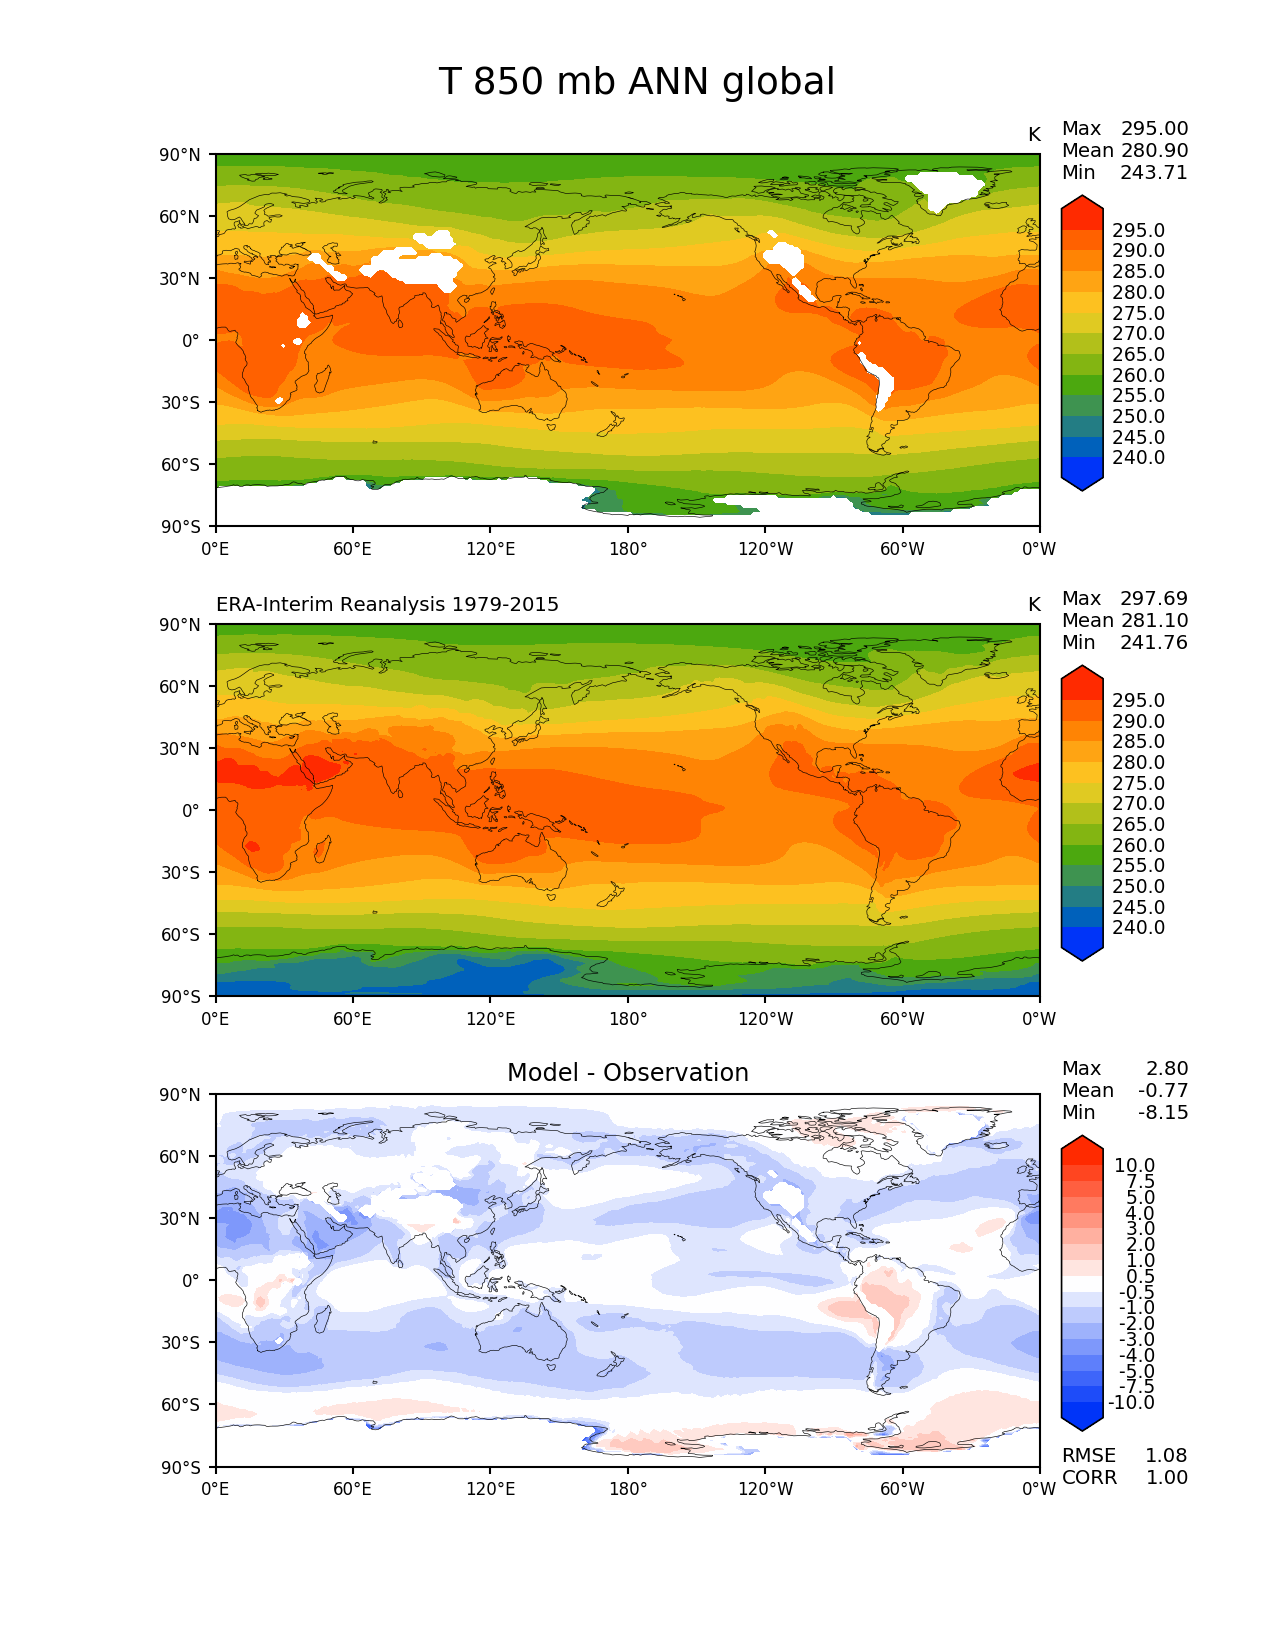 T 850 mb ANN global
K
Max 295.00
Mean 280.90
Min 243.71
90°N
60°N
30°N
0°
30°S
60°S
90°S
0°E 60°E 120°E 180° 120°W 60°W 0°W
295.0
290.0
285.0
280.0
275.0
270.0
265.0
260.0
255.0
250.0
245.0
240.0
ERA-Interim Reanalysis 1979-2015 K
Max 297.69
Mean 281.10
Min 241.76
90°N
60°N
30°N
0°
30°S
60°S
90°S
0°E 60°E 120°E 180° 120°W 60°W 0°W
295.0
290.0
285.0
280.0
275.0
270.0
265.0
260.0
255.0
250.0
245.0
240.0
Model - Observation
Max 2.80
Mean -0.77
Min -8.15
90°N
60°N
30°N
0°
30°S
60°S
90°S
0°E 60°E 120°E 180° 120°W 60°W 0°W
10.0
7.5
5.0
4.0
3.0
2.0
1.0
0.5
-0.5
-1.0
-2.0
-3.0
-4.0
-5.0
-7.5
-10.0
RMSE 1.08
CORR 1.00